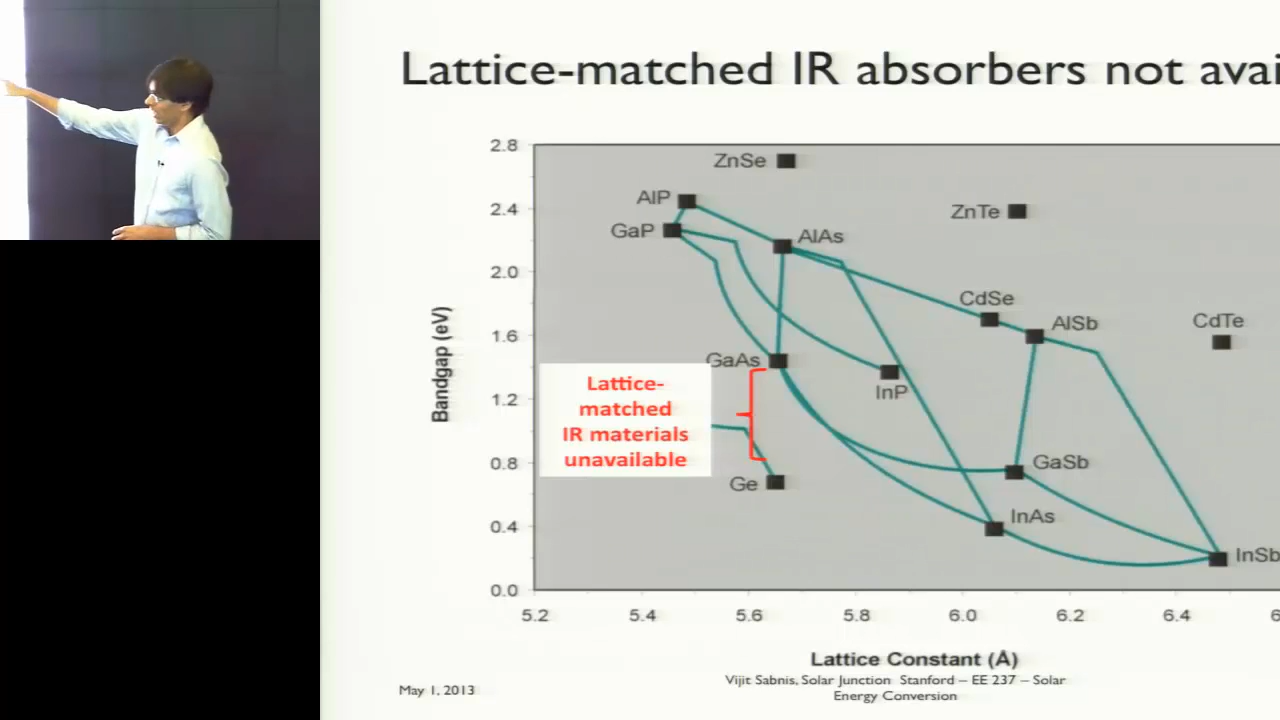 Lattice-matched IR absorbers not avai
2.8
2.4
2.0
1.6
1.2
0.8
0.4
0.0
Bandgap (eV)
ZnSe
AlP
ZnTe
GaP
AlAs
CdSe
AlSb
CdTe
GaAs
InP
Lattice-
matched
IR materials
unavailable
GaSb
Ge
InAs
InSb
5.2
5.4
5.6
5.8
6.0
6.2
6.4
6
Lattice Constant (Å)
May 1, 2013
Vijit Sabnis, Solar Junction Stanford – EE 237 – Solar
Energy Conversion